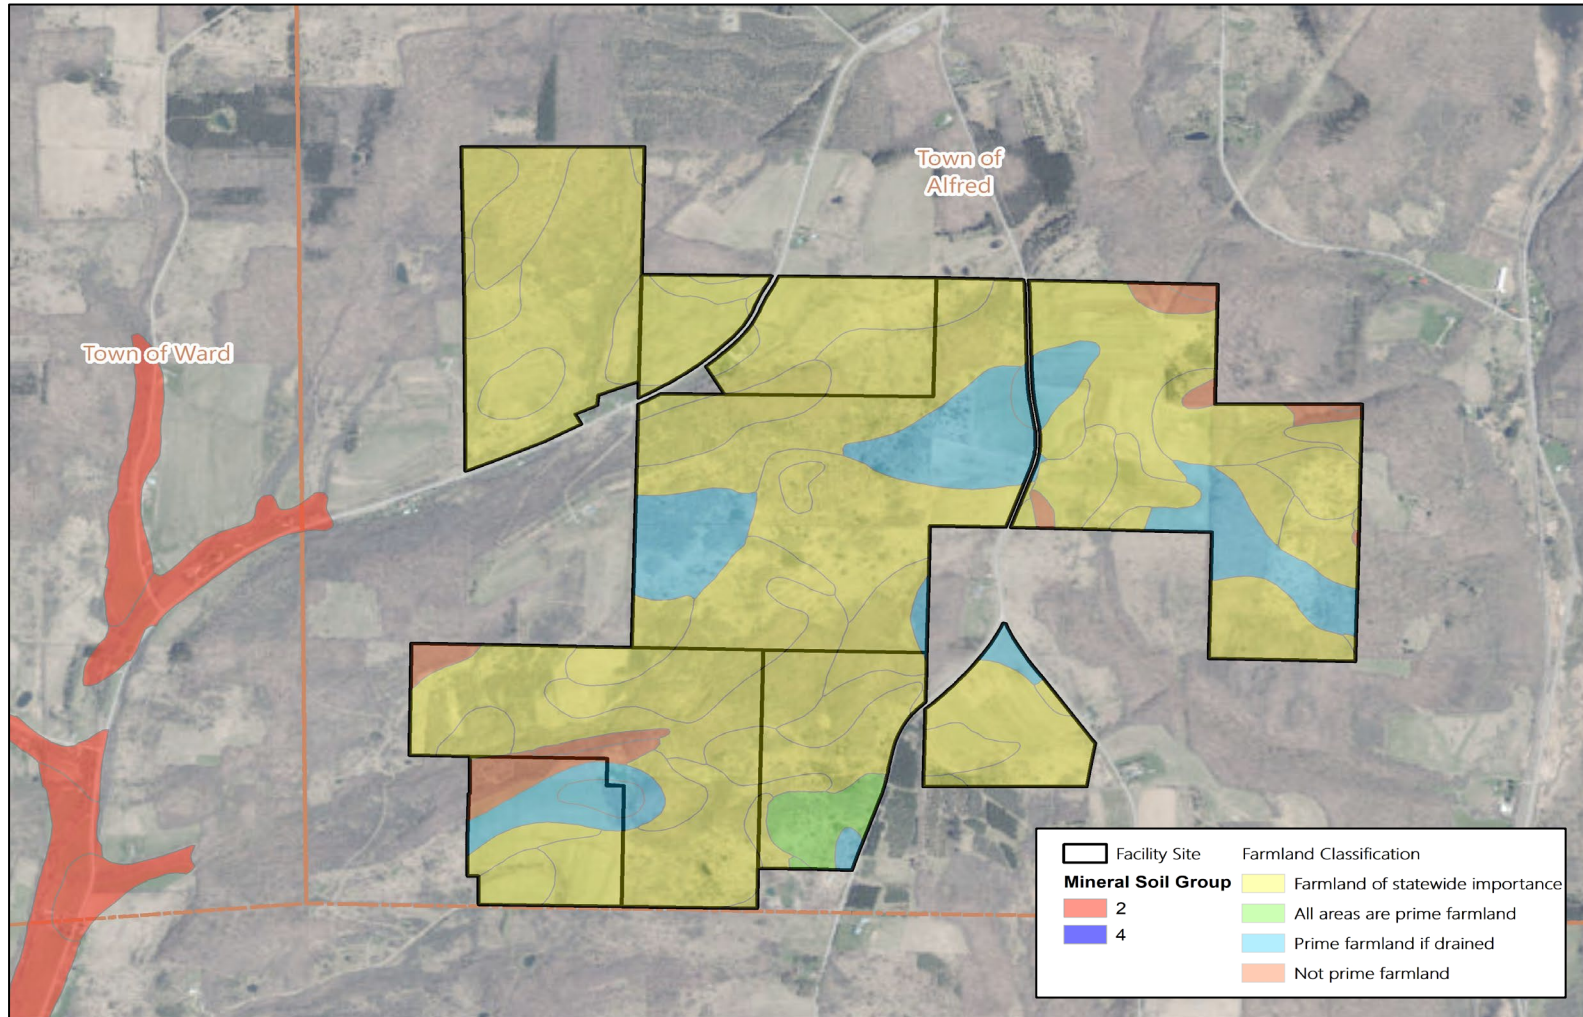 Town of
Alfred
Town of Ward
Facility Site
Mineral Soil Group
2
4
Farmland Classification
Farmland of statewide importance
All areas are prime farmland
Prime farmland if drained
Not prime farmland